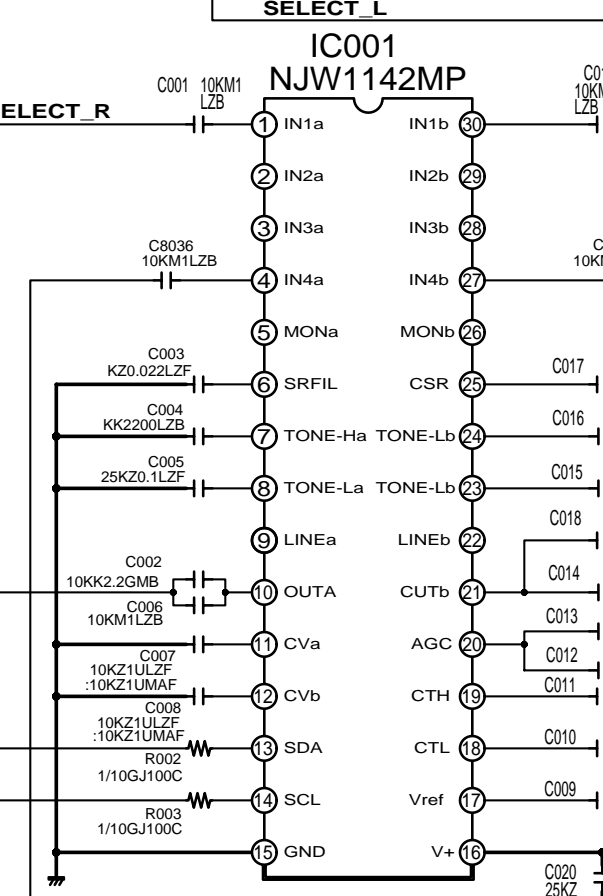 SELECT_L
IC001
NJW1142MP
C001 10KM1
LZB
ELECT_R
1 IN1a IN1b 30
2 IN2a IN2b 29
3 IN3a IN3b 28
C8036
10KM1LZB
4 IN4a IN4b 27
5 MONa MONb 26
C003
KZ0.022LZF
6 SRFIL CSR 25
C017
C004
KK2200LZB
7 TONE-Ha TONE-Lb 24
C016
C005
25KZ0.1LZF
8 TONE-La TONE-Lb 23
C015
9 LINEa LINEb 22
C018
C002
10KK2.2GMB
10 OUTA CUTb 21
C014
C006
10KM1LZB
C013
11 CVa AGC 20
C012
C007
10KZ1ULZF
:10KZ1UMAF
12 CVb CTH 19
C011
C008
10KZ1ULZF
:10KZ1UMAF
13 SDA CTL 18
C010
R002
1/10GJ100C
14 SCL Vref 17
C009
R003
1/10GJ100C
15 GND V+ 16
C020
25KZ
LZB